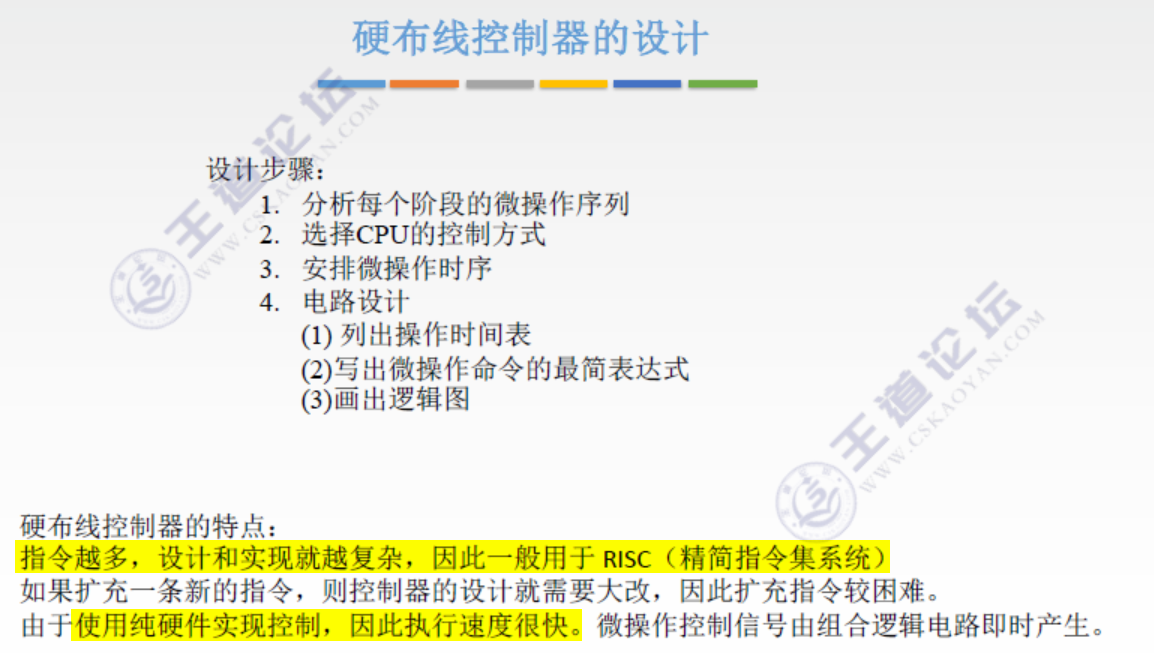 硬布线控制器的设计
设计步骤：
1. 分析每个阶段的微操作序列
2. 选择CPU的控制方式
3. 安排微操作时序
4. 电路设计
(1) 列出操作时间表
(2)写出微操作命令的最简表达式
(3)画出逻辑图
王道论坛
WWW.CSKAOYAN.COM
王道论坛
WWW.CSKAOYAN.COM
硬布线控制器的特点：
指令越多，设计和实现就越复杂，因此一般用于 RISC（精简指令集系统）
如果扩充一条新的指令，则控制器的设计就需要大改，因此扩充指令较困难。
由于使用纯硬件实现控制，因此执行速度很快。微操作控制信号由组合逻辑电路即时产生。